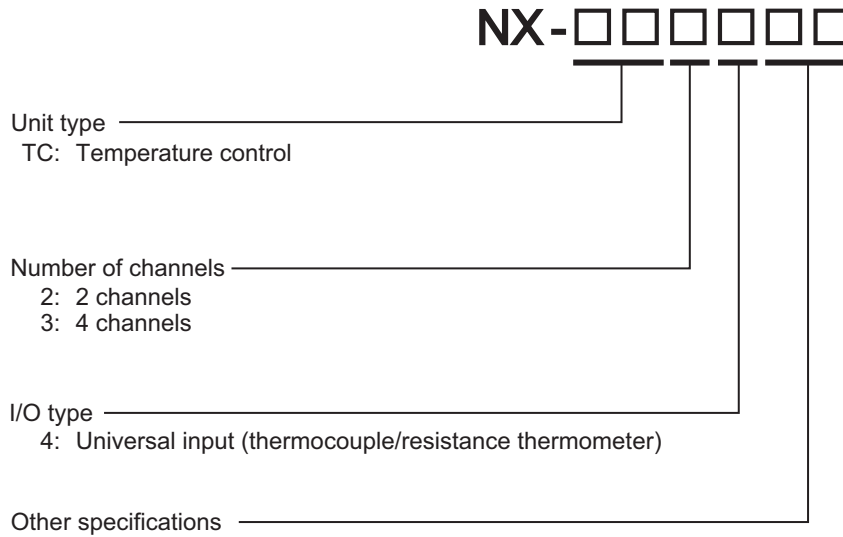 NX-□□□□□□
Unit type
TC: Temperature control
Number of channels
2: 2 channels
3: 4 channels
I/O type
4: Universal input (thermocouple/resistance thermometer)
Other specifications